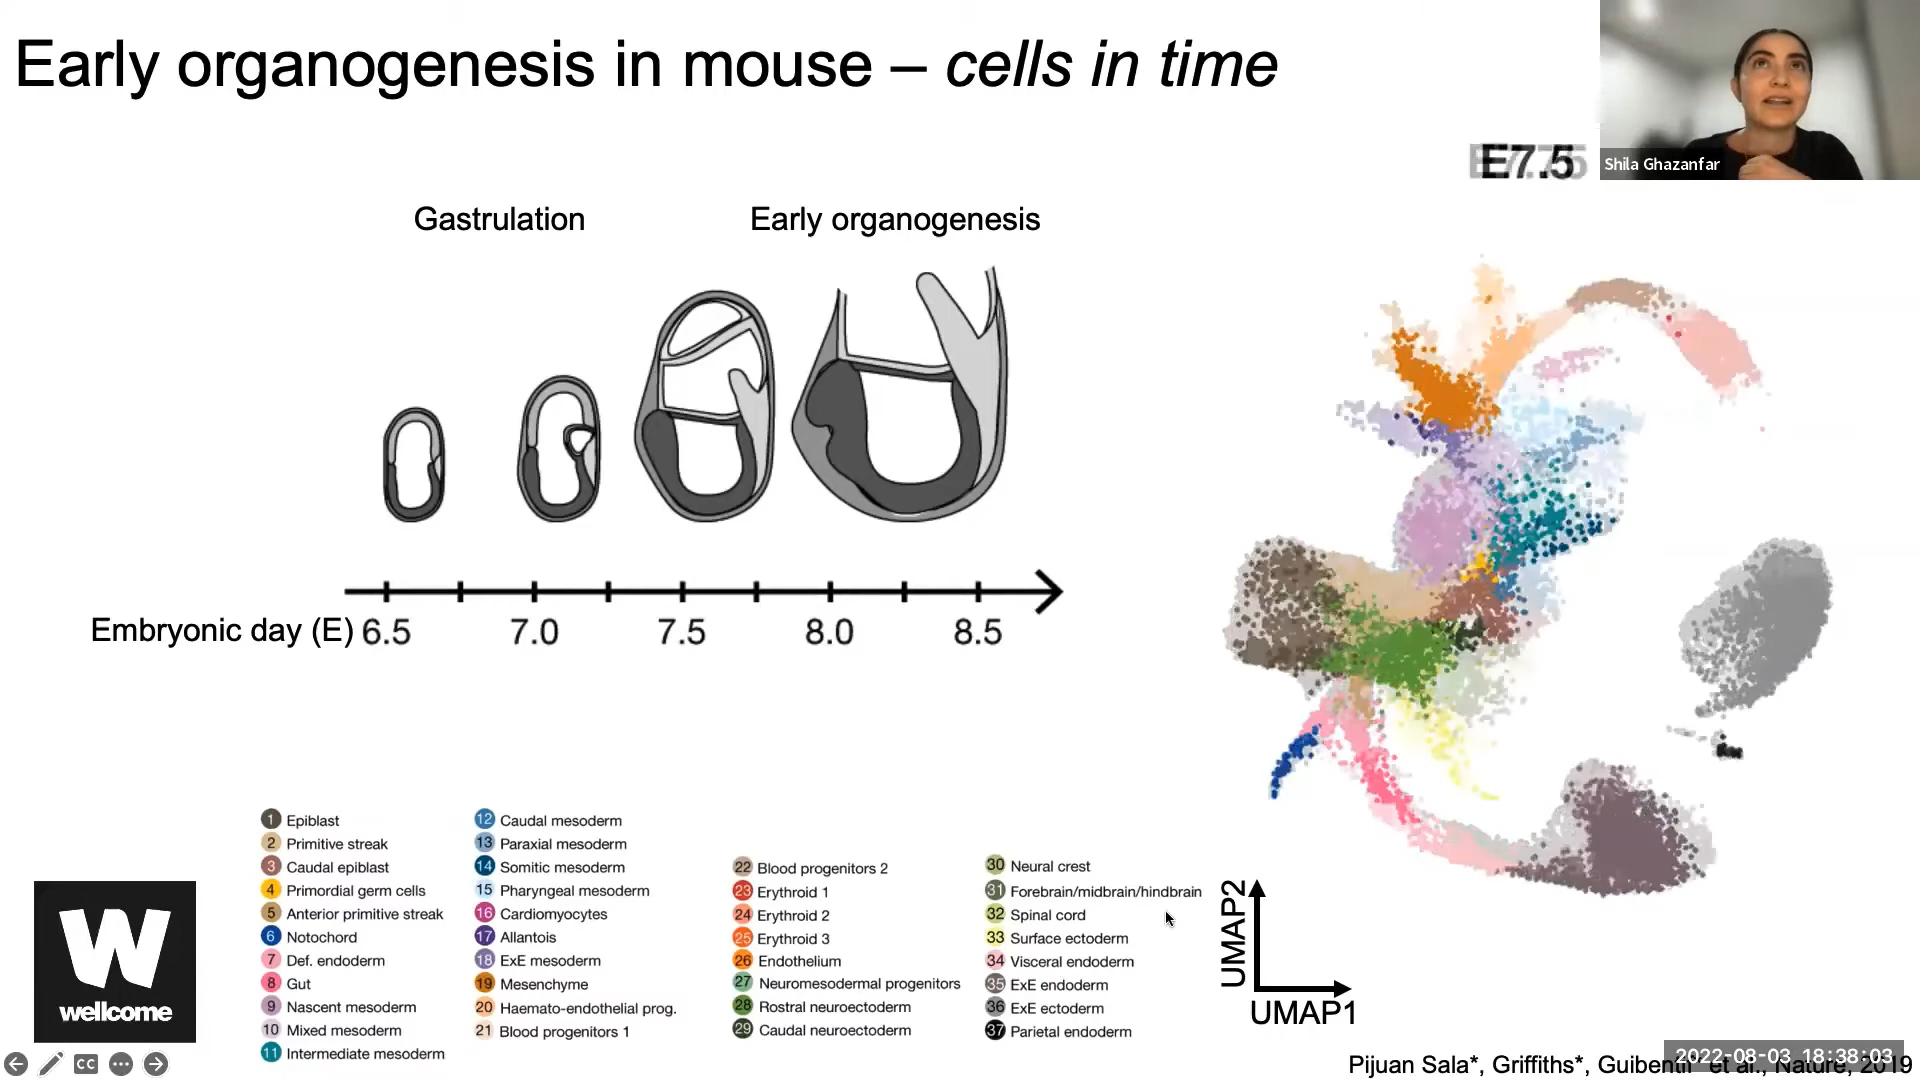 Early organogenesis in mouse – cells in time
E7.5
Shila Ghazanfar
Gastrulation
Early organogenesis
Embryonic day (E) 6.5 7.0 7.5 8.0 8.5
1 Epiblast
2 Primitive streak
3 Caudal epiblast
4 Primordial germ cells
5 Anterior primitive streak
6 Notochord
7 Def. endoderm
8 Gut
9 Nascent mesoderm
10 Mixed mesoderm
11 Intermediate mesoderm
12 Caudal mesoderm
13 Paraxial mesoderm
14 Somitic mesoderm
15 Pharyngeal mesoderm
16 Cardiomyocytes
17 Allantois
18 ExE mesoderm
19 Mesenchyme
20 Haemato-endothelial prog.
21 Blood progenitors 1
22 Blood progenitors 2
23 Erythroid 1
24 Erythroid 2
25 Erythroid 3
26 Endothelium
27 Neuromesodermal progenitors
28 Rostral neuroectoderm
29 Caudal neuroectoderm
30 Neural crest
31 Forebrain/midbrain/hindbrain
32 Spinal cord
33 Surface ectoderm
34 Visceral endoderm
35 ExE endoderm
36 ExE ectoderm
37 Parietal endoderm
UMAP2
UMAP1
W
wellcome
CC
Pijuan Sala*, Griffiths*, et al., Nature, 2019
2022-08-03 18:38:03